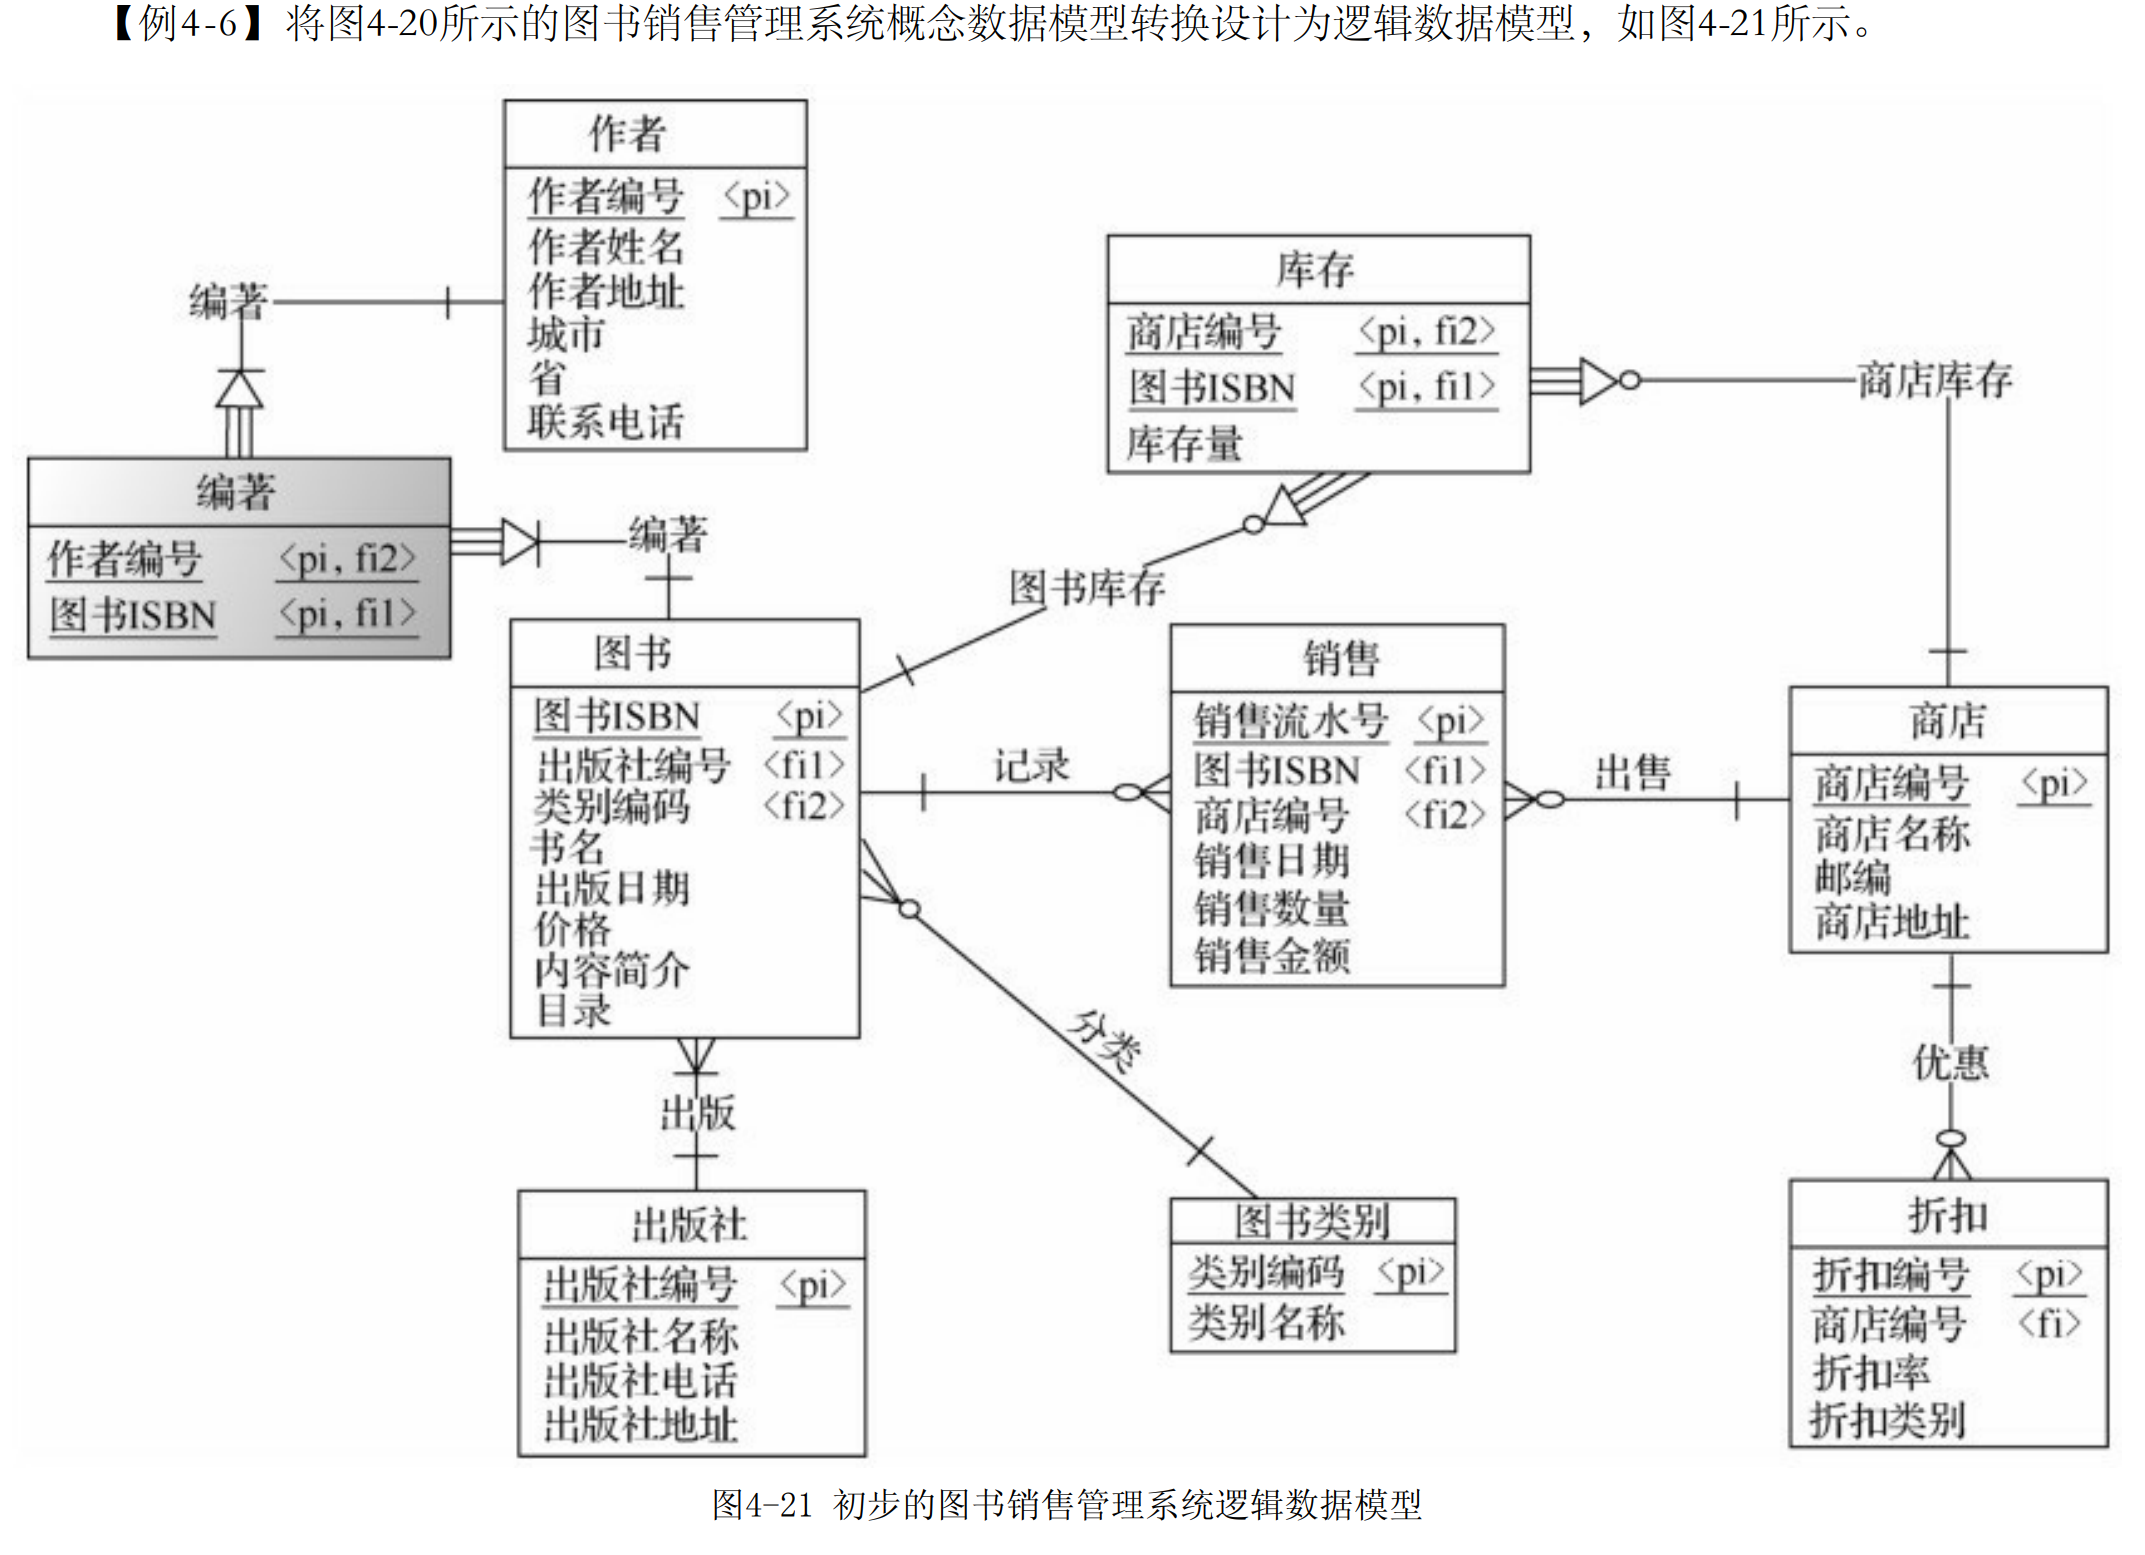 【例4-6】将图4-20所示的图书销售管理系统概念数据模型转换设计为逻辑数据模型，如图4-21所示。
作者
作者编号 <pi>
作者姓名
作者地址
城市
省
联系电话
编著
编著
作者编号 <pi, fi2>
图书ISBN <pi, fi1>
编著
库存
商店编号 <pi, fi2>
图书ISBN <pi, fi1>
库存量
商店库存
图书库存
图书
图书ISBN <pi>
出版社编号 <fi1>
类别编码 <fi2>
书名
出版日期
价格
内容简介
目录
记录
销售
销售流水号 <pi>
图书ISBN <fi1>
商店编号 <fi2>
销售日期
销售数量
销售金额
出售
商店
商店编号 <pi>
商店名称
邮编
商店地址
分类
优惠
出版
出版社
出版社编号 <pi>
出版社名称
出版社电话
出版社地址
图书类别
类别编码 <pi>
类别名称
折扣
折扣编号 <pi>
商店编号 <fi>
折扣率
折扣类别
图4-21 初步的图书销售管理系统逻辑数据模型